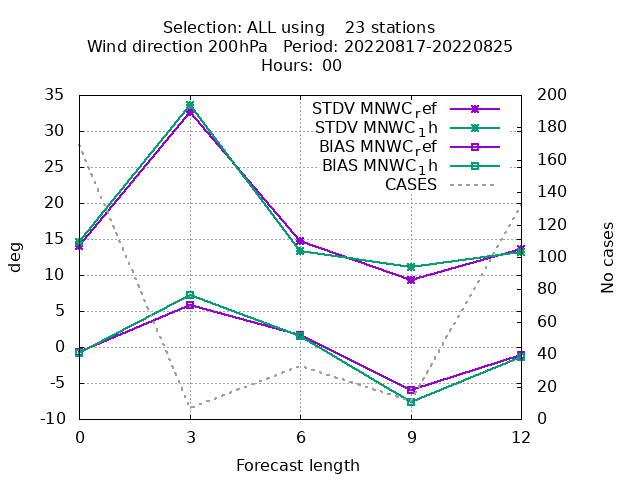 Selection: ALL using    23 stations
Wind direction 200hPa   Period: 20220817-20220825
Hours: 00
STDV MNWC_ref
STDV MNWC_1h
BIAS MNWC_ref
BIAS MNWC_1h
CASES
deg
35
30
25
20
15
10
5
0
-5
-10
200
180
160
140
120
100
80
60
40
20
0
No cases
0 3 6 9 12
Forecast length